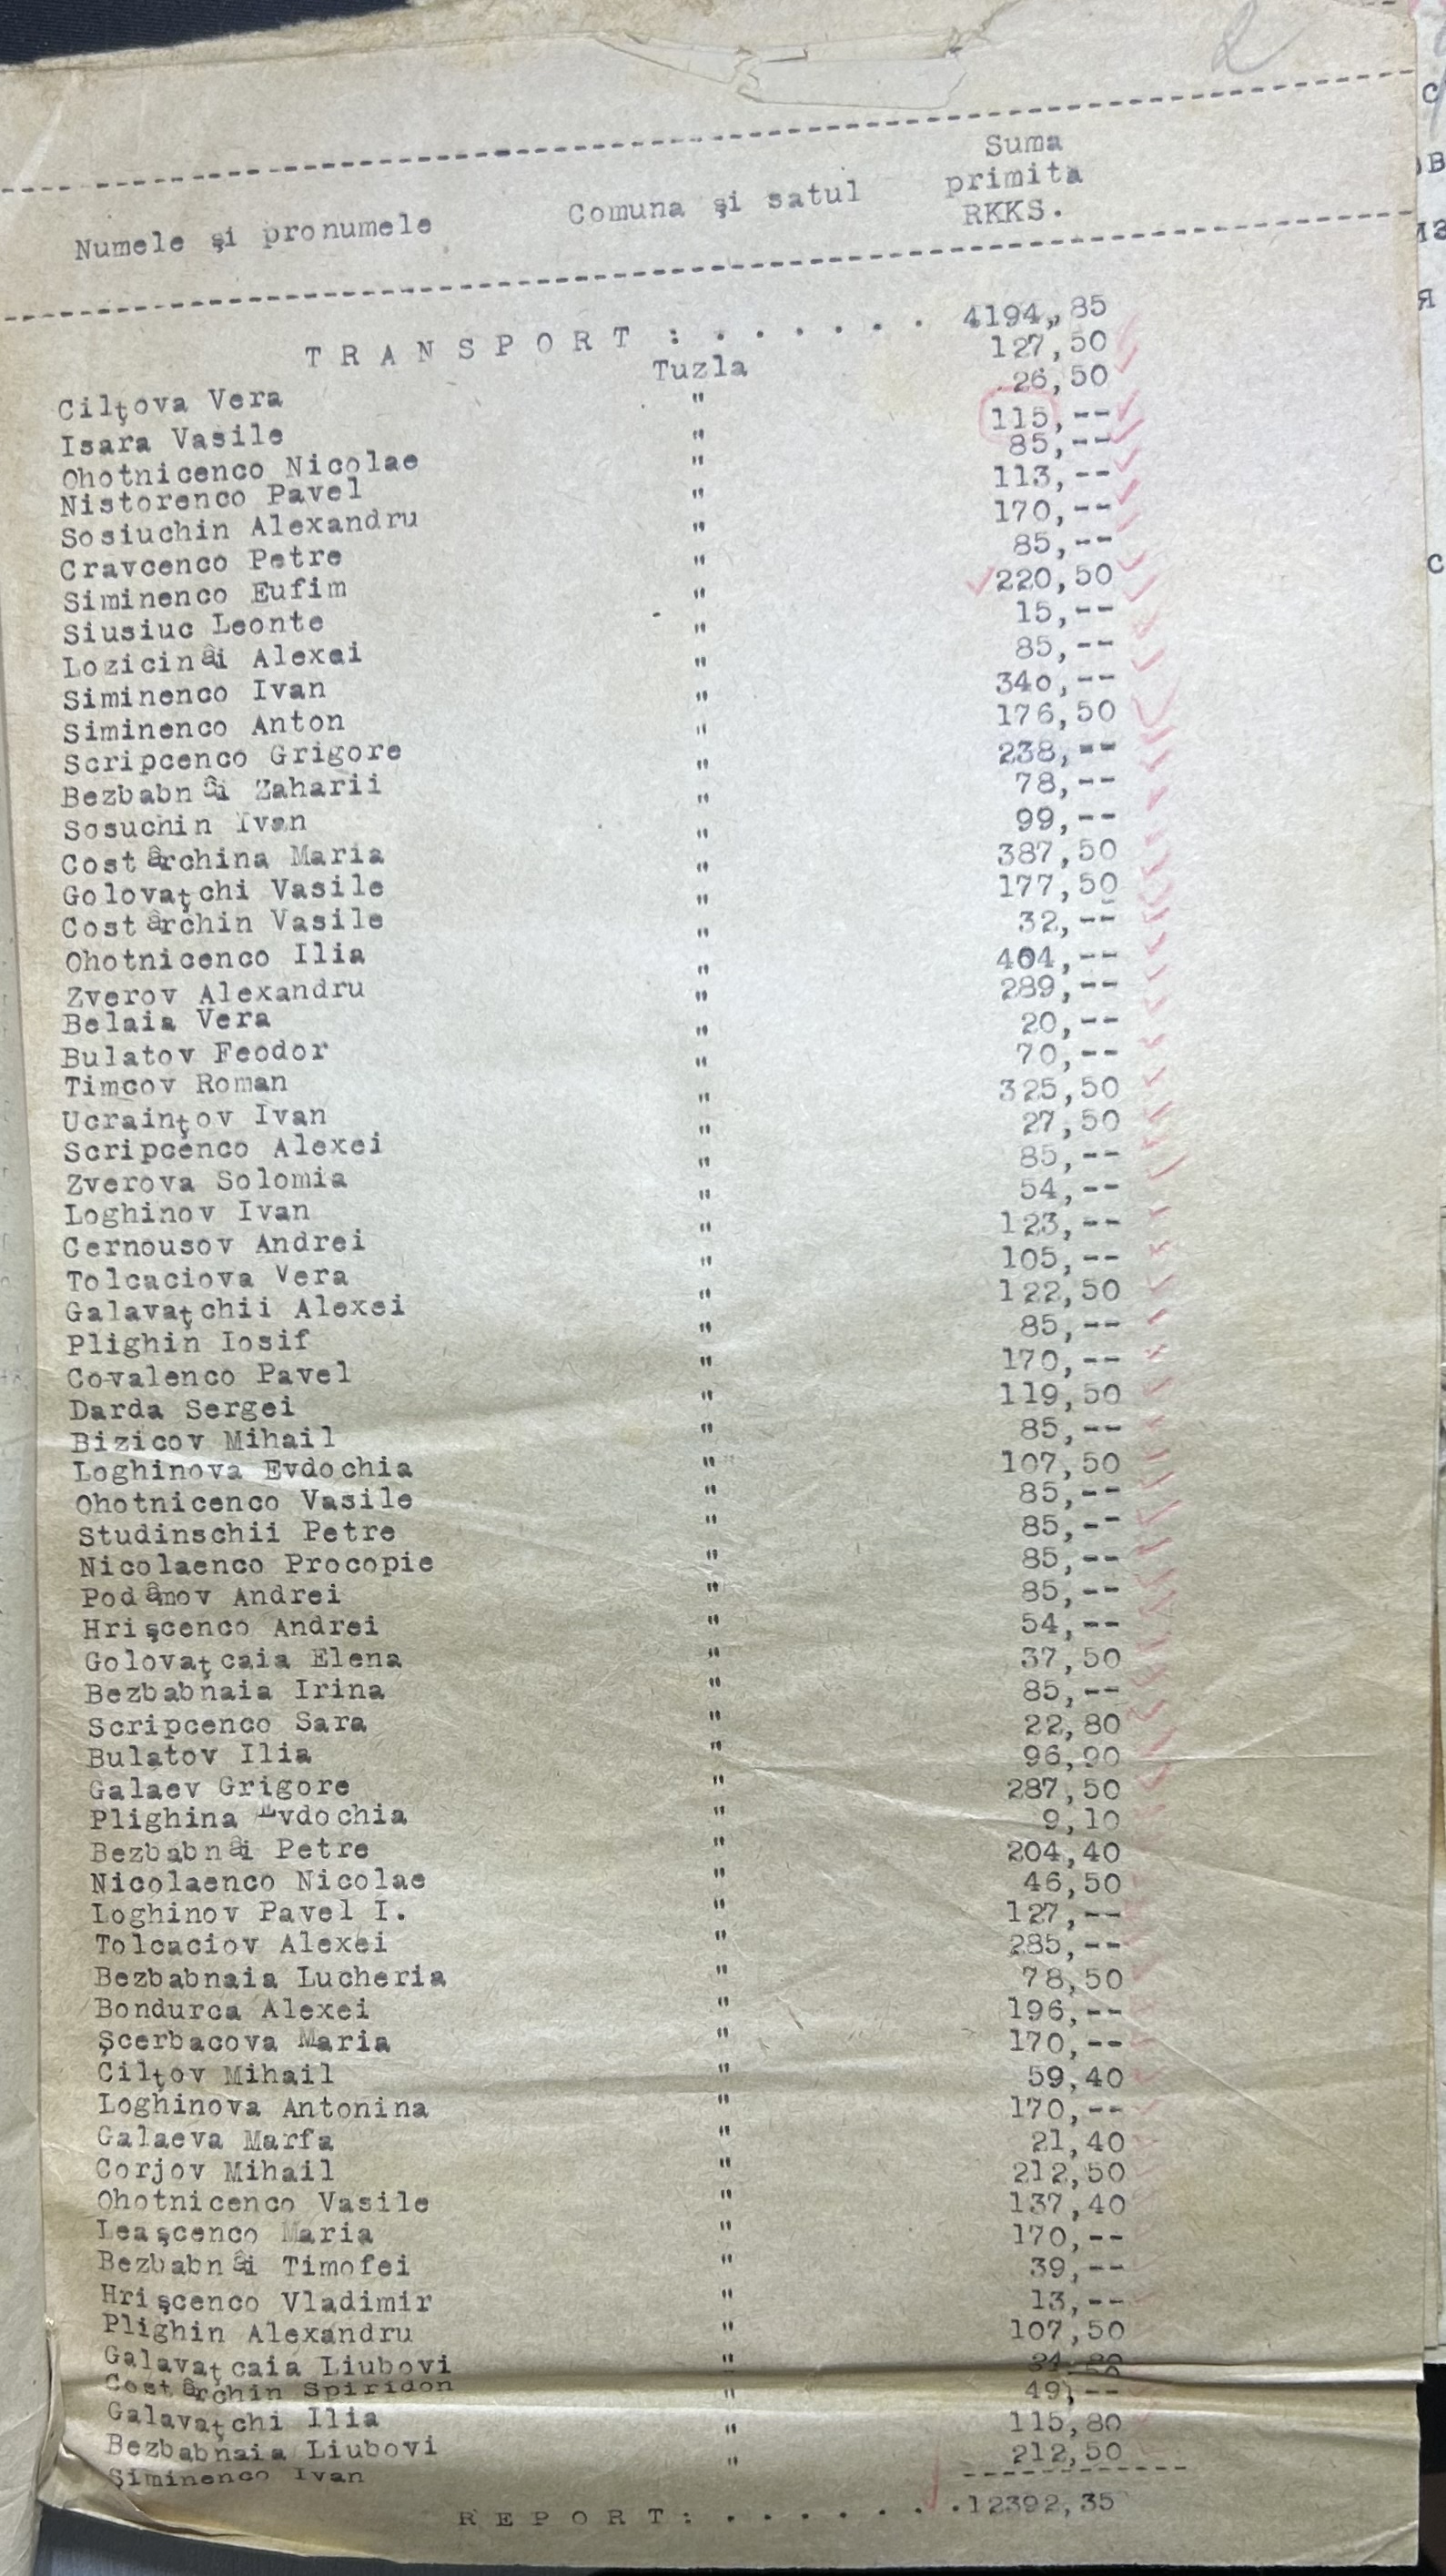 Numele şi pronumele Comuna şi satul Suma primita RKKS.
TRANSPORT : . . . . . . 4194,85
Cilţova Vera Tuzla 127,50
Isara Vasile " 26,50
Ohotnicenco Nicolae " 115,--
Nistorenco Pavel " 85,--
Sosiuchin Alexandru " 113,--
Cravcenco Petre " 170,--
Siminenco Eufim " 85,--
Siusiuc Leonte " 220,50
Lozicinâi Alexei " 15,--
Siminenco Ivan " 85,--
Siminenco Anton " 340,--
Scripcenco Grigore " 176,50
Bezbabnâi Zaharii " 238,--
Sosuchin Ivan " 78,--
Costârchina Maria " 99,--
Golovaţchi Vasile " 387,50
Costârchin Vasile " 177,50
Ohotnicenco Ilia " 32,--
Zverov Alexandru " 404,--
Belaia Vera " 289,--
Bulatov Feodor " 20,--
Timcov Roman " 70,--
Ucrainţov Ivan " 325,50
Scripcenco Alexei " 27,50
Zverova Solomia " 85,--
Loghinov Ivan " 54,--
Cernousov Andrei " 123,--
Tolcaciova Vera " 105,--
Galavaţchii Alexei " 122,50
Plighin Iosif " 85,--
Covalenco Pavel " 170,--
Darda Sergei " 119,50
Bizicov Mihail " 85,--
Loghinova Evdochia " 107,50
Ohotnicenco Vasile " 85,--
Studinschii Petre " 85,--
Nicolaenco Procopie " 85,--
Podâmov Andrei " 85,--
Hrişcenco Andrei " 54,--
Golovaţcaia Elena " 37,50
Bezbabnaia Irina " 85,--
Scripcenco Sara " 22,80
Bulatov Ilia " 96,90
Galaev Grigore " 287,50
Plighina Evdochia " 9,10
Bezbabnâi Petre " 204,40
Nicolaenco Nicolae " 46,50
Loghinov Pavel I. " 127,--
Tolcaciov Alexei " 285,--
Bezbabnaia Lucheria " 78,50
Bondurca Alexei " 196,--
Şcerbacova Maria " 170,--
Cilţov Mihail " 59,40
Loghinova Antonina " 170,--
Galaeva Marfa " 21,40
Corjov Mihail " 212,50
Ohotnicenco Vasile " 137,40
Leaşcenco Maria " 170,--
Bezbabnâi Timofei " 39,--
Hrişcenco Vladimir " 13,--
Plighin Alexandru " 107,50
Galavaţcaia Liubovi "
Costârchin Spiridon " 49,--
Galavaţchi Ilia " 115,80
Bezbabnaia Liubovi " 212,50
Siminenco Ivan
REPORT: . . . . . . . .12392,35